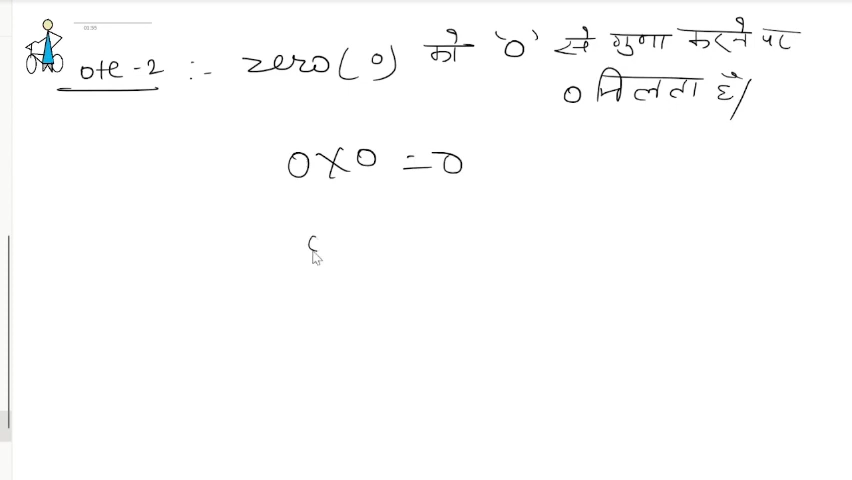 ote -2 :- zero ( 0 ) को '0' से गुणा करने पर
0 मिलता है/
0 X 0 = 0